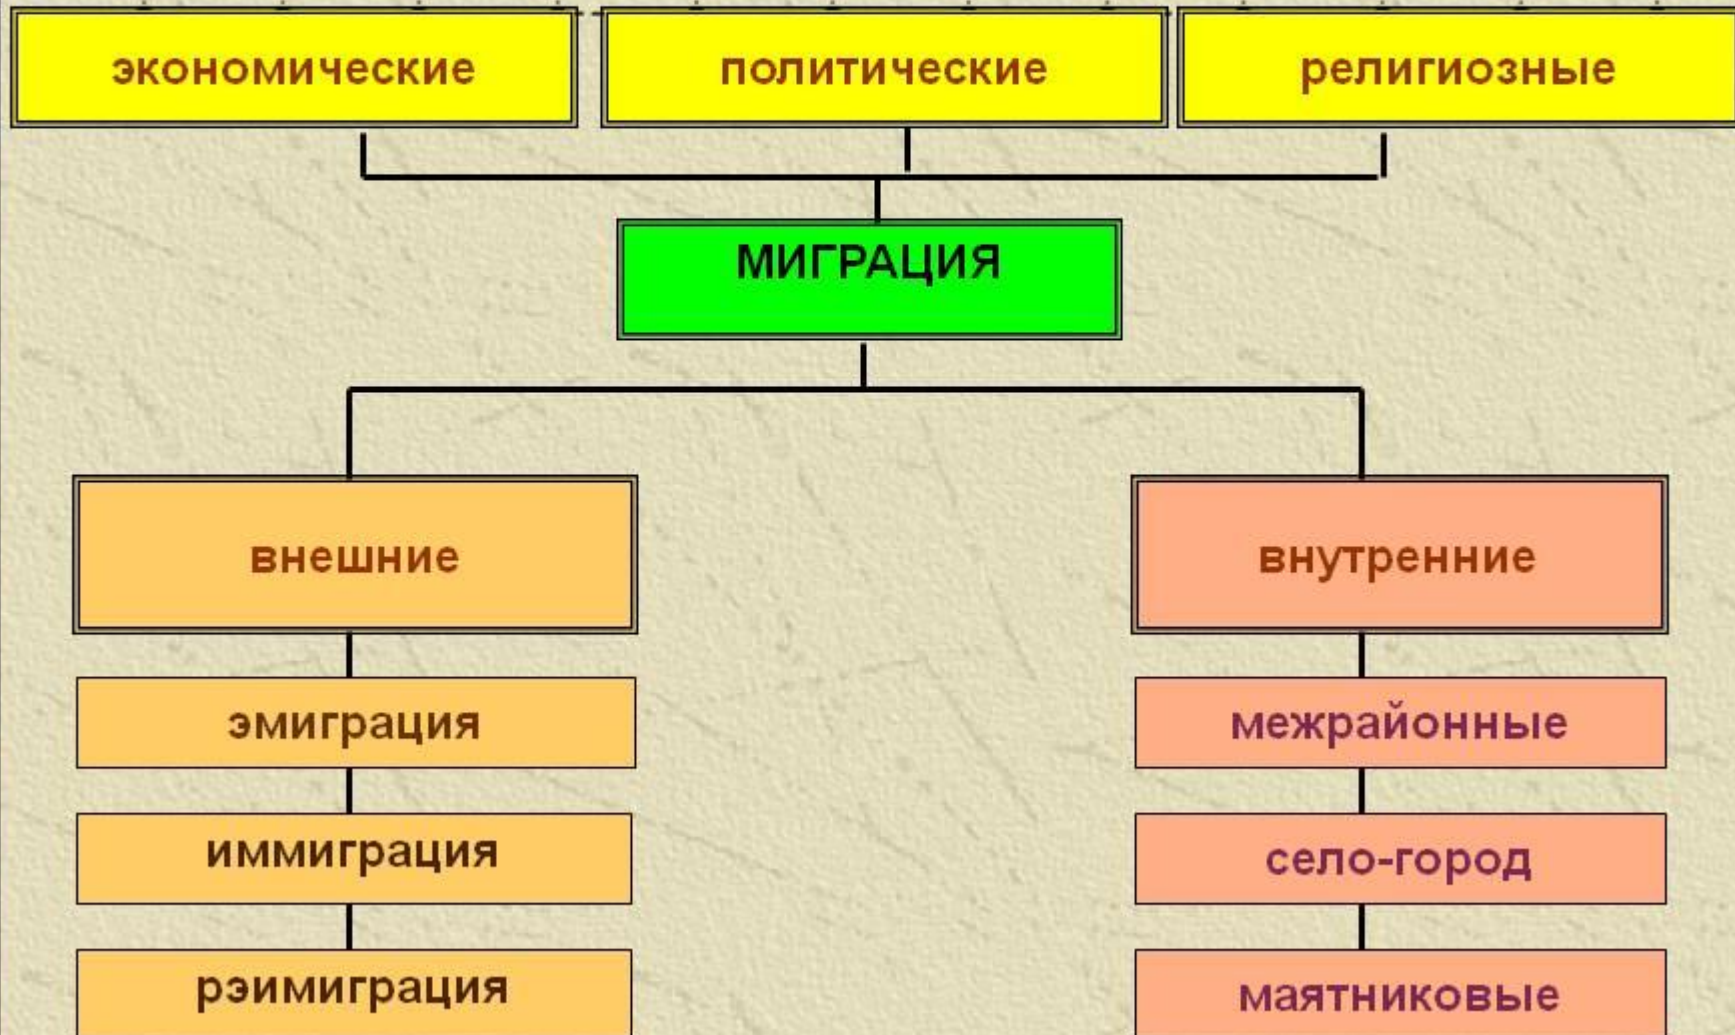 экономические
политические
религиозные
МИГРАЦИЯ
внешние
внутренние
эмиграция
межрайонные
иммиграция
село-город
рэимиграция
маятниковые